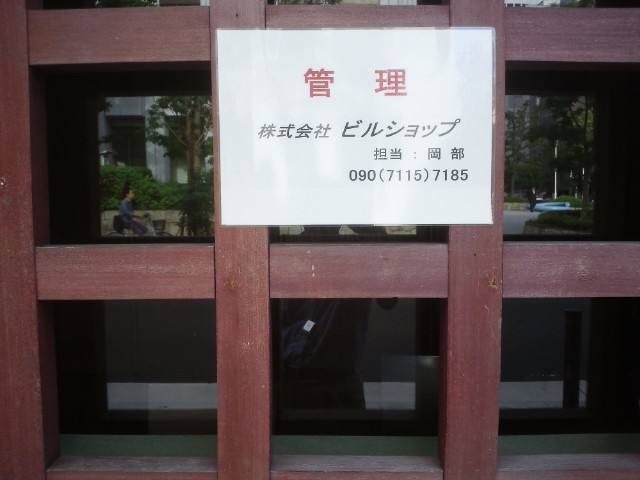 管 理
株式会社 ビルショップ
担当 : 岡 部
090(7115)7185